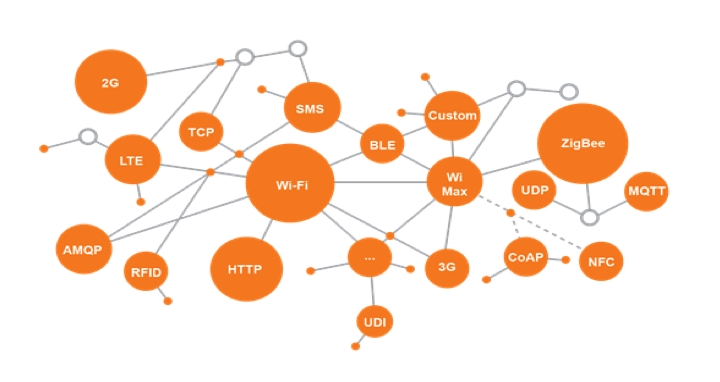 2G
SMS
Custom
TCP
BLE
ZigBee
LTE
Wi-Fi
Wi
Max
UDP
MQTT
AMQP
RFID
HTTP
...
3G
CoAP
NFC
UDI